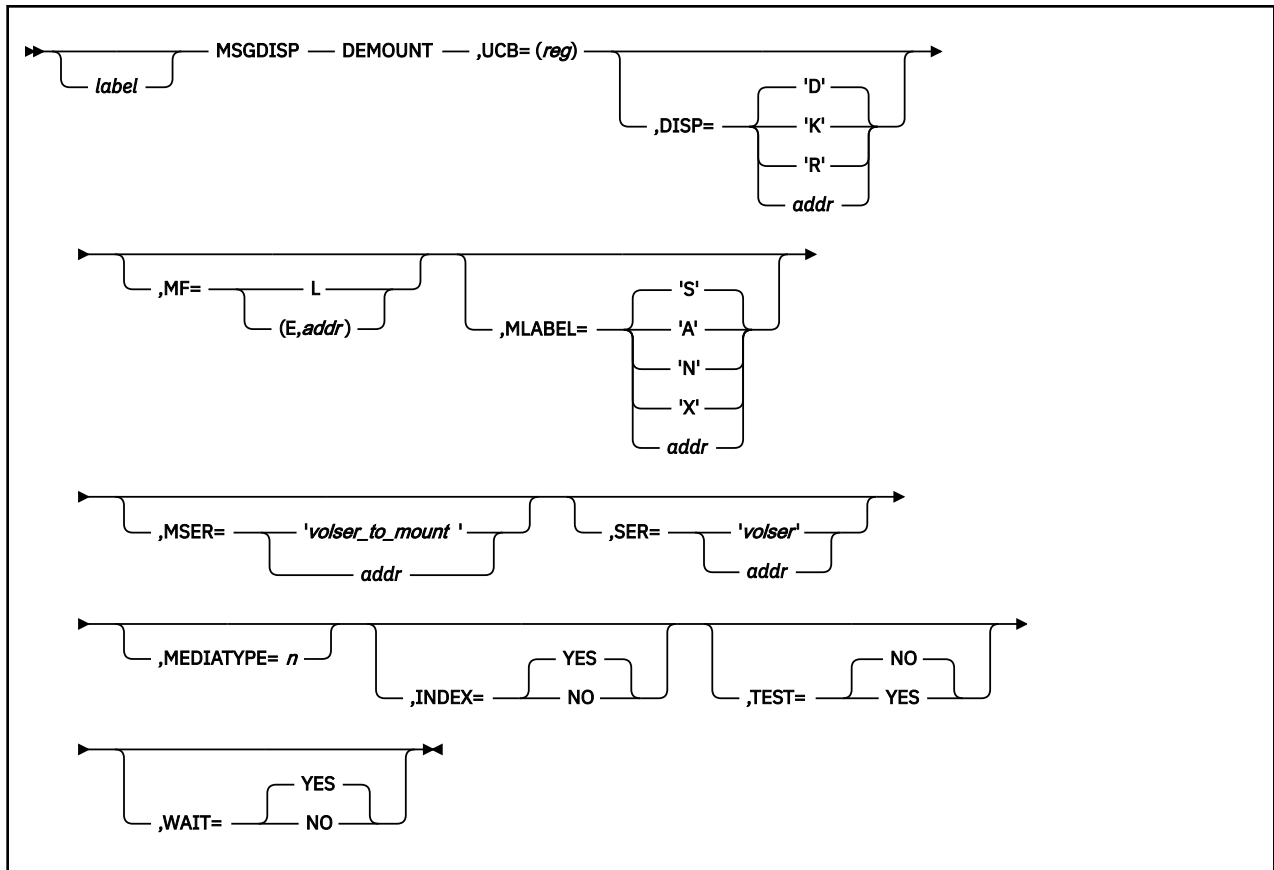 MSGDISP DEMOUNT ,UCB= (reg)
label
'D'
,DISP= 'K'
'R'
addr
,MF= L
(E,addr)
'S'
,MLABEL= 'A'
'N'
'X'
addr
,MSER= 'volser_to_mount ' ,SER= 'volser'
addr addr
,MEDIATYPE= n
YES NO
,INDEX= NO ,TEST= YES
YES
,WAIT= NO